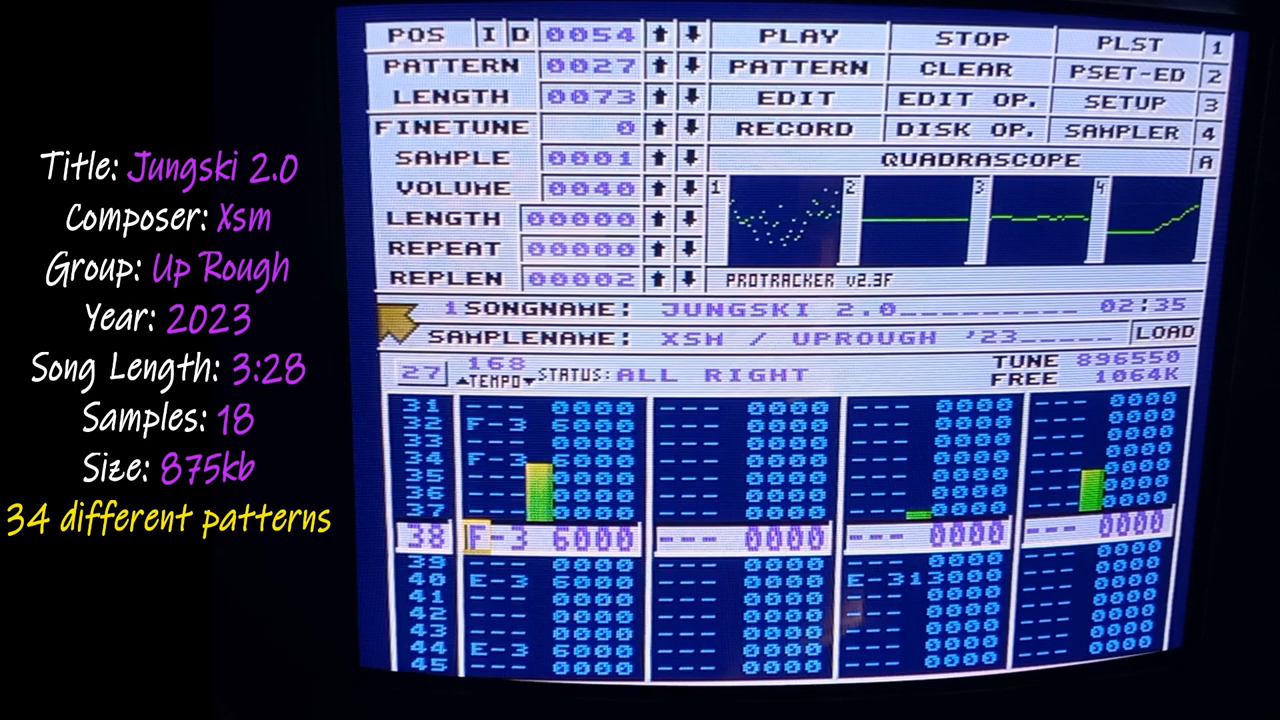 Title: Jungski 2.0
Composer: Xsm
Group: Up Rough
Year: 2023
Song Length: 3:28
Samples: 18
Size: 875kb
34 different patterns
POS I D 0054 PLAY STOP PLST 1
PATTERN 0027 PATTERN CLEAR PSET-ED 2
LENGTH 0073 EDIT EDIT OP. SETUP 3
FINETUNE 0 RECORD DISK OP. SAMPLER 4
SAMPLE 0001 QUADRASCOPE A
VOLUME 0040 1 2 3 4
LENGTH 00000
REPEAT 00000
REPLEN 00002 PROTRACKER v2.3F
1 SONGNAME: JUNGSKI 2.0_________ 02:35
SAMPLENAME: XSM / UPROUGH '23_____ LOAD
27 168 TEMPO STATUS: ALL RIGHT TUNE 896550
FREE 1064K
31 --- 0000 --- 0000 --- 0000 --- 0000
32 F-3 6000 --- 0000 --- 0000 --- 0000
33 --- 0000 --- 0000 --- 0000 --- 0000
34 F-3 6000 --- 0000 --- 0000 --- 0000
35 --- 0000 --- 0000 --- 0000 --- 0000
36 --- 0000 --- 0000 --- 0000 --- 0000
37 --- 0000 --- 0000 --- 0000 --- 0000
38 F-3 6000 --- 0000 --- 0000 --- 0000
39 --- 0000 --- 0000 --- 0000 --- 0000
40 E-3 6000 --- 0000 E-313000 --- 0000
41 --- 0000 --- 0000 --- 0000 --- 0000
42 --- 0000 --- 0000 --- 0000 --- 0000
43 --- 0000 --- 0000 --- 0000 --- 0000
44 E-3 6000 --- 0000 --- 0000 --- 0000
45 --- 0000 --- 0000 --- 0000